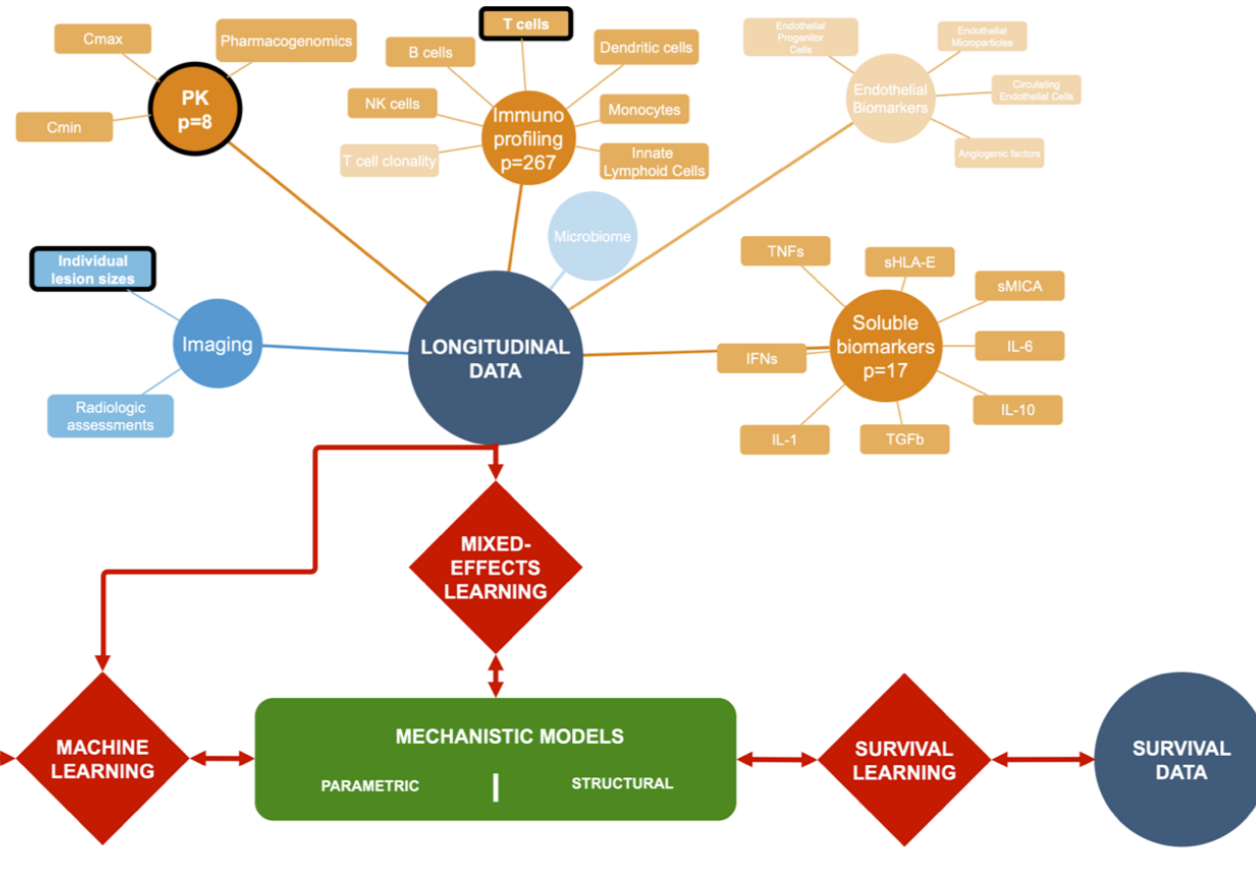 Cmax
Pharmacogenomics
PK
p=8
Cmin
T cells
B cells
Dendritic cells
NK cells
Monocytes
Immuno
profiling
p=267
T cell clonality
Innate
Lymphoid Cells
Endothelial
Progenitor
Cells
Endothelial
Microparticles
Endothelial
Biomarkers
Circulating
Endothelial Cells
Angiogenic factors
Microbiome
Individual
lesion sizes
Imaging
Radiologic
assessments
LONGITUDINAL
DATA
TNFs
sHLA-E
sMICA
Soluble
biomarkers
p=17
IFNs
IL-6
IL-10
IL-1
TGFb
MIXED-
EFFECTS
LEARNING
MACHINE
LEARNING
MECHANISTIC MODELS
PARAMETRIC | STRUCTURAL
SURVIVAL
LEARNING
SURVIVAL
DATA